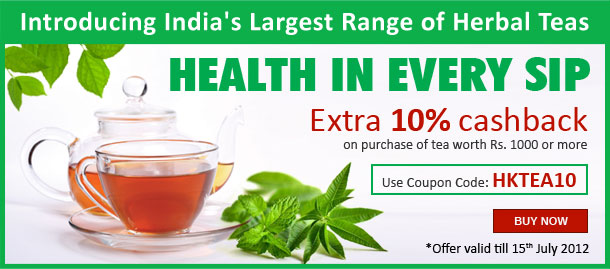 Introducing India's Largest Range of Herbal Teas
HEALTH IN EVERY SIP
Extra 10% cashback
on purchase of tea worth Rs. 1000 or more
Use Coupon Code: HKTEA10
BUY NOW
*Offer valid till 15th July 2012